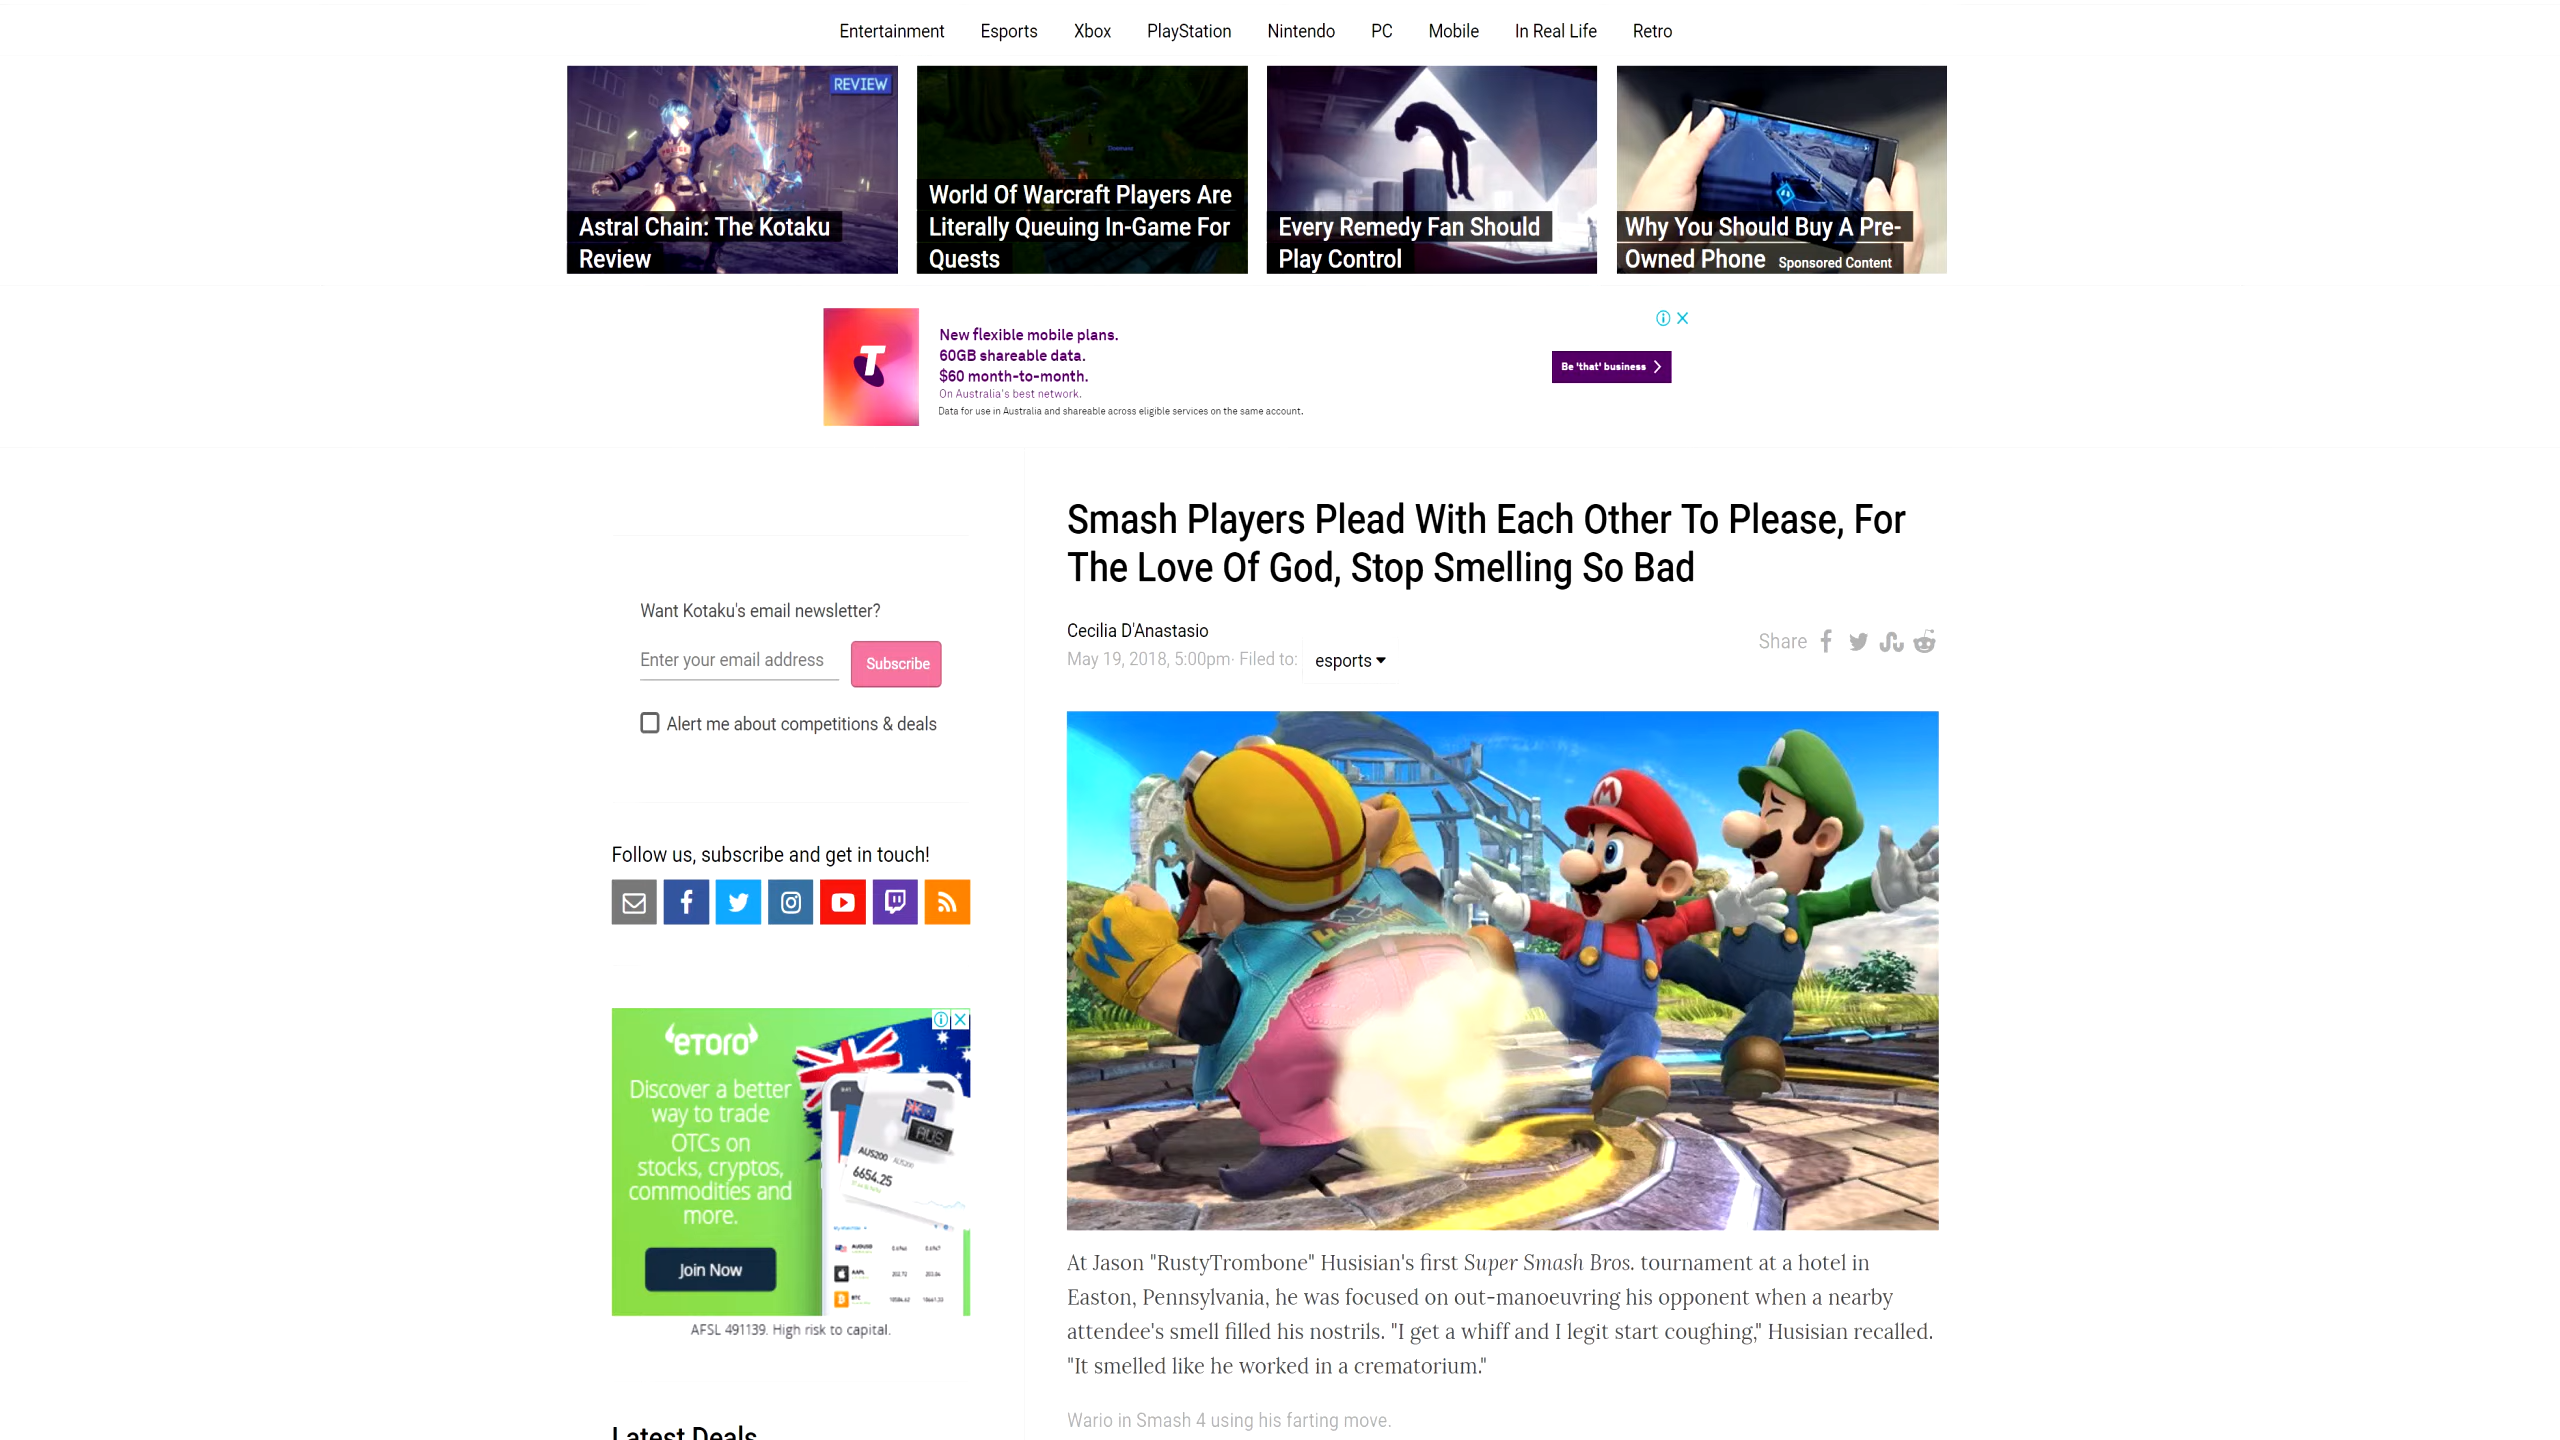 Entertainment Esports Xbox PlayStation Nintendo PC Mobile In Real Life Retro
REVIEW
Astral Chain: The Kotaku
Review
World Of Warcraft Players Are
Literally Queuing In-Game For
Quests
Every Remedy Fan Should
Play Control
Why You Should Buy A Pre-
Owned Phone Sponsored Content
New flexible mobile plans.
60GB shareable data.
$60 month-to-month.
On Australia's best network.
Data for use in Australia and shareable across eligible services on the same account.
Be 'that' business
Want Kotaku's email newsletter?
Enter your email address
Subscribe
Alert me about competitions & deals
Follow us, subscribe and get in touch!
eToro
Discover a better
way to trade
OTCs on
stocks, cryptos,
commodities and
more.
Join Now
AUS
AUS200
6654.25
AFSL 491139. High risk to capital.
Latest Deals
Smash Players Plead With Each Other To Please, For
The Love Of God, Stop Smelling So Bad
Cecilia D'Anastasio
May 19, 2018, 5:00pm· Filed to: esports
Share
At Jason "RustyTrombone" Husisian's first Super Smash Bros. tournament at a hotel in
Easton, Pennsylvania, he was focused on out-manoeuvring his opponent when a nearby
attendee's smell filled his nostrils. "I get a whiff and I legit start coughing," Husisian recalled.
"It smelled like he worked in a crematorium."
Wario in Smash 4 using his farting move.